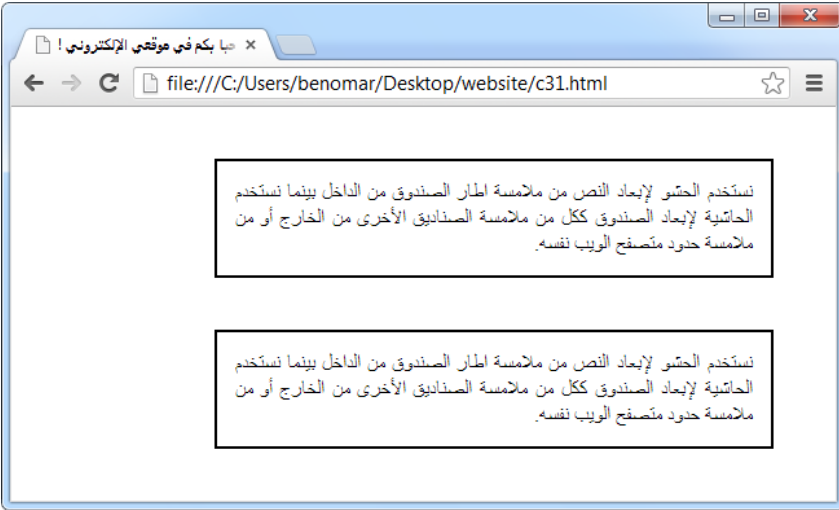 حبا بكم في موقعي الإلكتروني !
file:///C:/Users/benomar/Desktop/website/c31.html
نستخدم الحشو لإبعاد النص من ملامسة اطار الصندوق من الداخل بينما نستخدم
الحاشية لإبعاد الصندوق ككل من ملامسة الصناديق الأخرى من الخارج أو من
ملامسة حدود متصفح الويب نفسه.
نستخدم الحشو لإبعاد النص من ملامسة اطار الصندوق من الداخل بينما نستخدم
الحاشية لإبعاد الصندوق ككل من ملامسة الصناديق الأخرى من الخارج أو من
ملامسة حدود متصفح الويب نفسه.